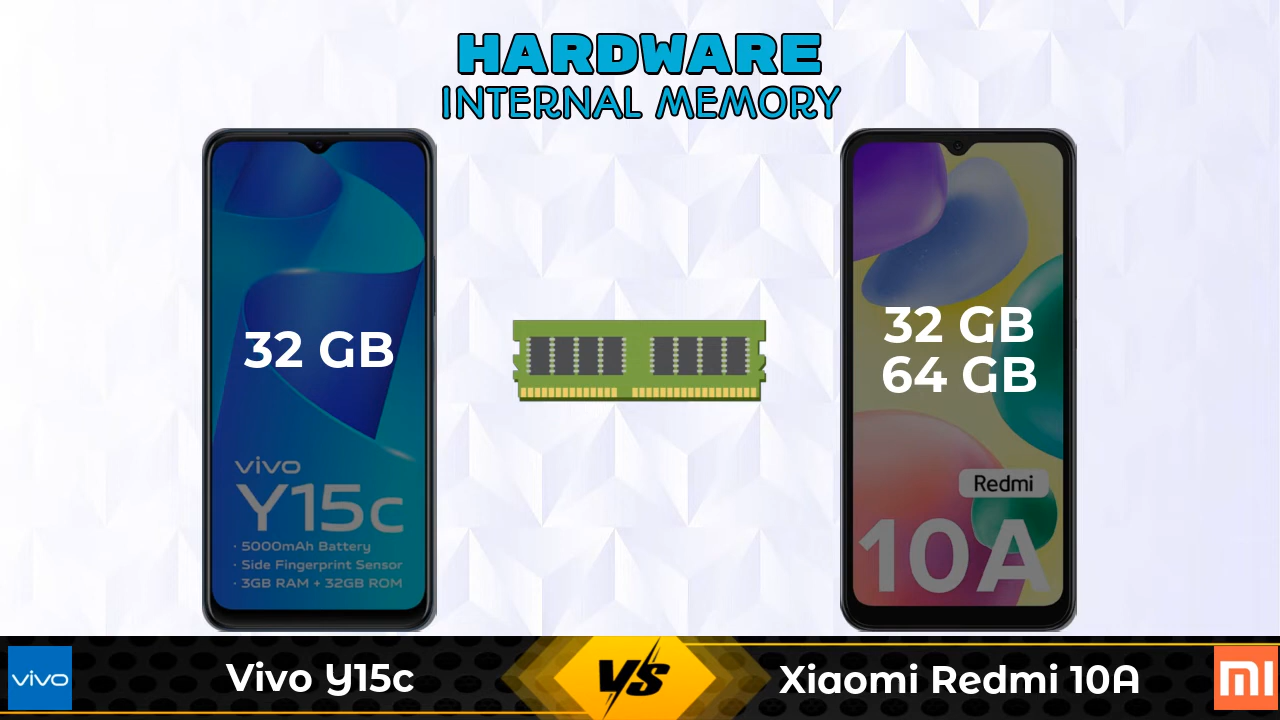 HARDWARE
INTERNAL MEMORY
32 GB
vivo
Y15c
· 5000mAh Battery
· Side Fingerprint Sensor
· 3GB RAM + 32GB ROM
32 GB
64 GB
Redmi
10A
vivo
Vivo Y15c
VS
Xiaomi Redmi 10A
MI